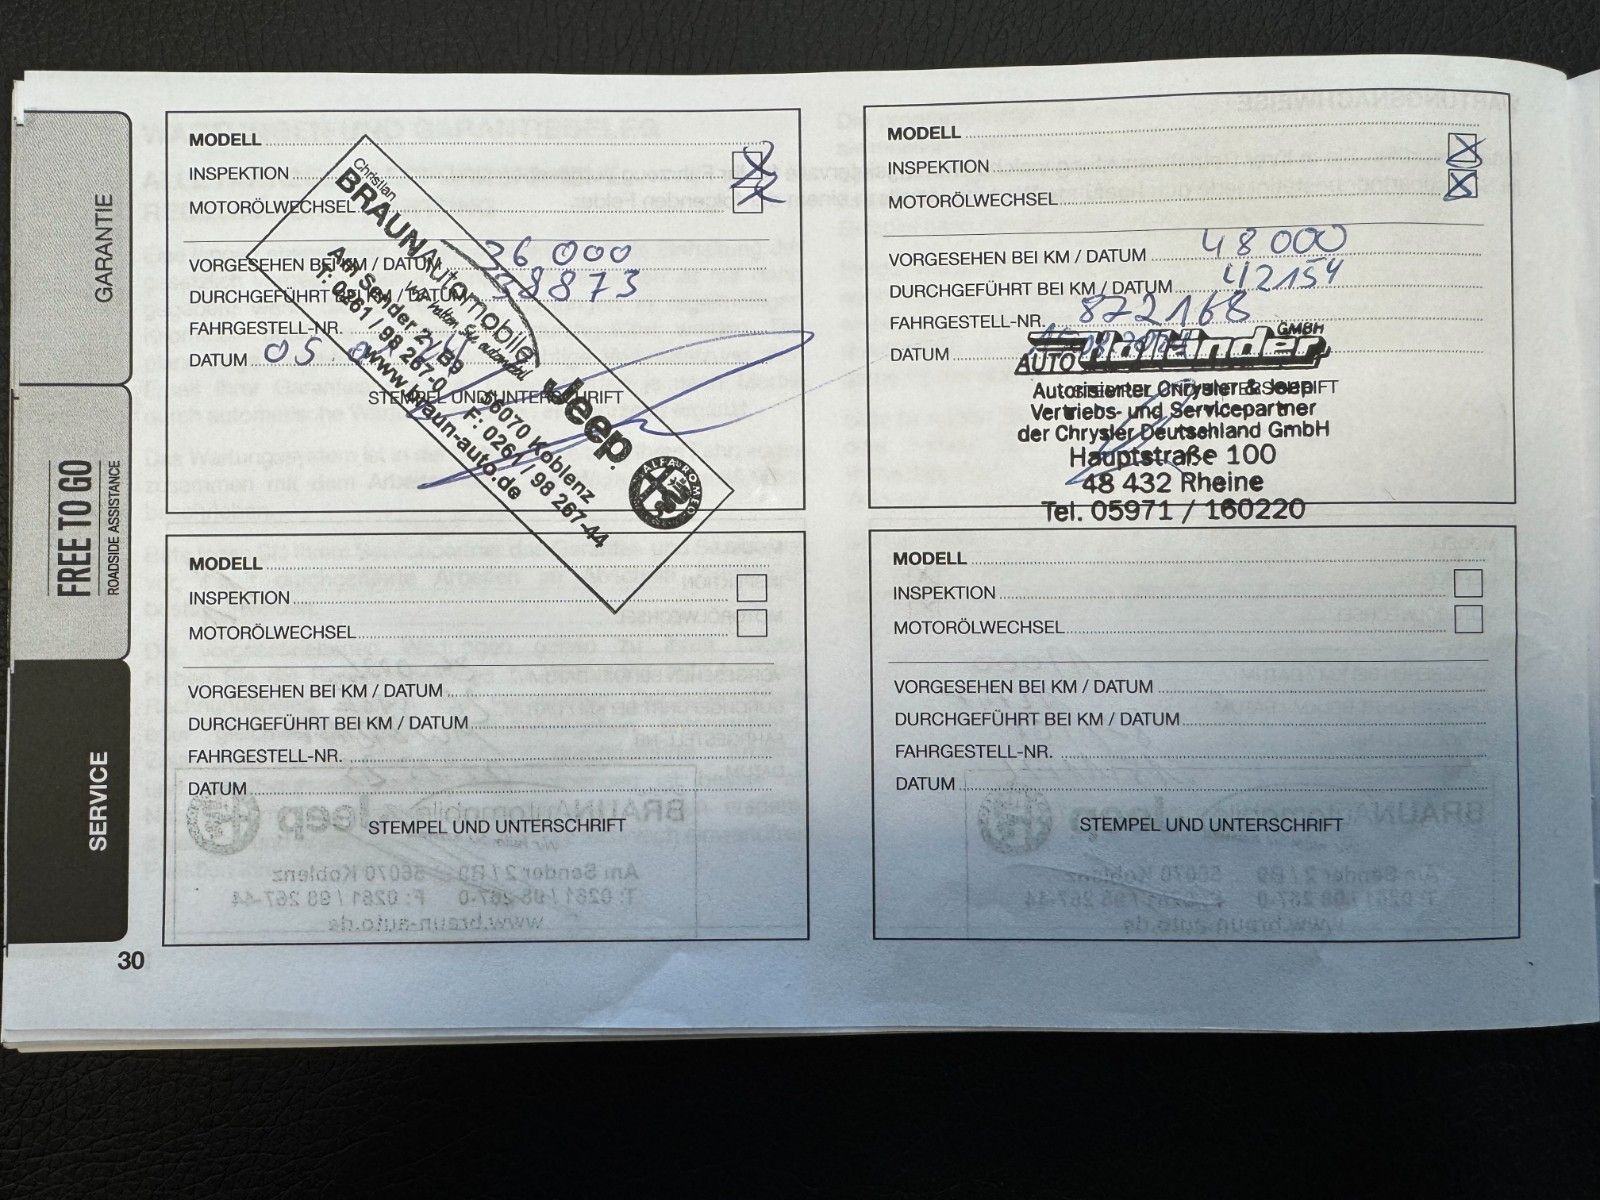 GARANTIE
FREE TO GO
ROADSIDE ASSISTANCE
SERVICE
MODELL
INSPEKTION
MOTORÖLWECHSEL
VORGESEHEN BEI KM / DATUM 36 000
DURCHGEFÜHRT BEI KM / DATUM 38873
FAHRGESTELL-NR.
DATUM 05
STEMPEL UND UNTERSCHRIFT
Christian
BRAUN Automobile Jeep
ALFA ROMEO
Am Sender 2 / B9 56070 Koblenz
T: 0261 / 98 267-0 F: 0261 / 98 267-44
www.braun-auto.de
MODELL
INSPEKTION
MOTORÖLWECHSEL
VORGESEHEN BEI KM / DATUM 48 000
DURCHGEFÜHRT BEI KM / DATUM 42154
FAHRGESTELL-NR. 872168
DATUM
STEMPEL UND UNTERSCHRIFT
AUTO
GMBH
Autorisierter Chrysler & Jeep
Vertriebs- und Servicepartner
der Chrysler Deutschland GmbH
Hauptstraße 100
48 432 Rheine
Tel. 05971 / 160220
MODELL
INSPEKTION
MOTORÖLWECHSEL
VORGESEHEN BEI KM / DATUM
DURCHGEFÜHRT BEI KM / DATUM
FAHRGESTELL-NR.
DATUM
STEMPEL UND UNTERSCHRIFT
MODELL
INSPEKTION
MOTORÖLWECHSEL
VORGESEHEN BEI KM / DATUM
DURCHGEFÜHRT BEI KM / DATUM
FAHRGESTELL-NR.
DATUM
STEMPEL UND UNTERSCHRIFT
30